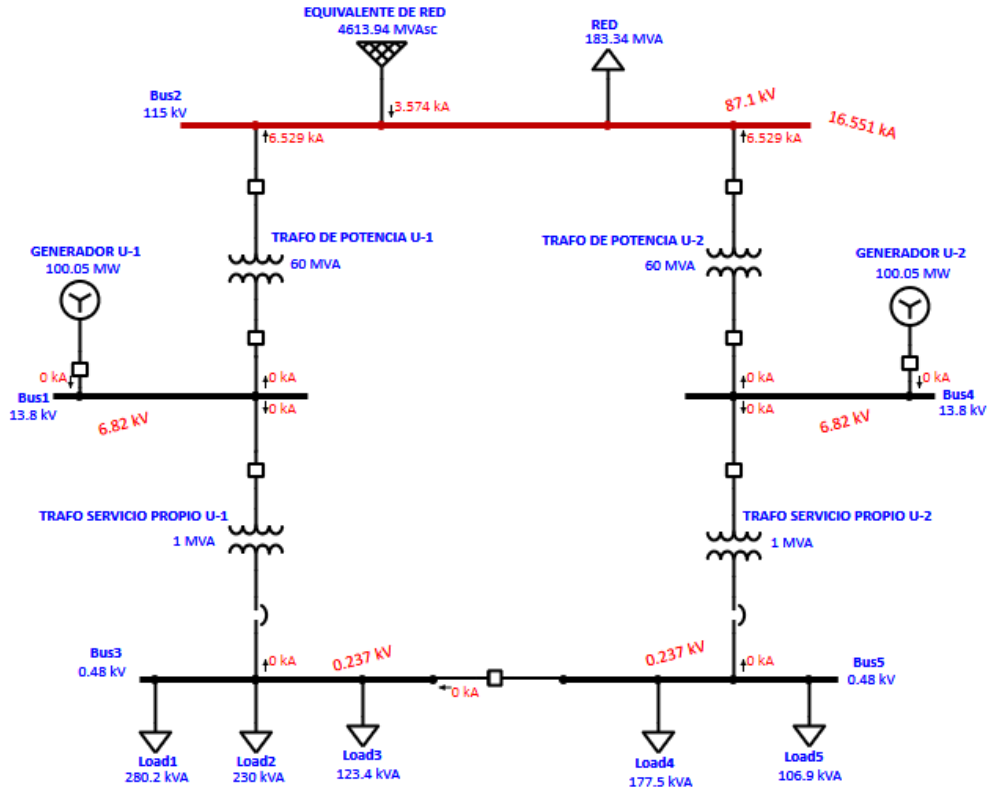 EQUIVALENTE DE RED
4613.94 MVAsc
RED
183.34 MVA
Bus2
115 kV
3.574 kA
87.1 kV
16.551 kA
6.529 kA
6.529 kA
TRAFO DE POTENCIA U-1
60 MVA
TRAFO DE POTENCIA U-2
60 MVA
GENERADOR U-1
100.05 MW
GENERADOR U-2
100.05 MW
0 kA
0 kA
0 kA
0 kA
Bus1
13.8 kV
6.82 kV
0 kA
0 kA
6.82 kV
Bus4
13.8 kV
TRAFO SERVICIO PROPIO U-1
1 MVA
TRAFO SERVICIO PROPIO U-2
1 MVA
Bus3
0.48 kV
0 kA
0.237 kV
0 kA
0.237 kV
0 kA
Bus5
0.48 kV
Load1
280.2 kVA
Load2
230 kVA
Load3
123.4 kVA
Load4
177.5 kVA
Load5
106.9 kVA